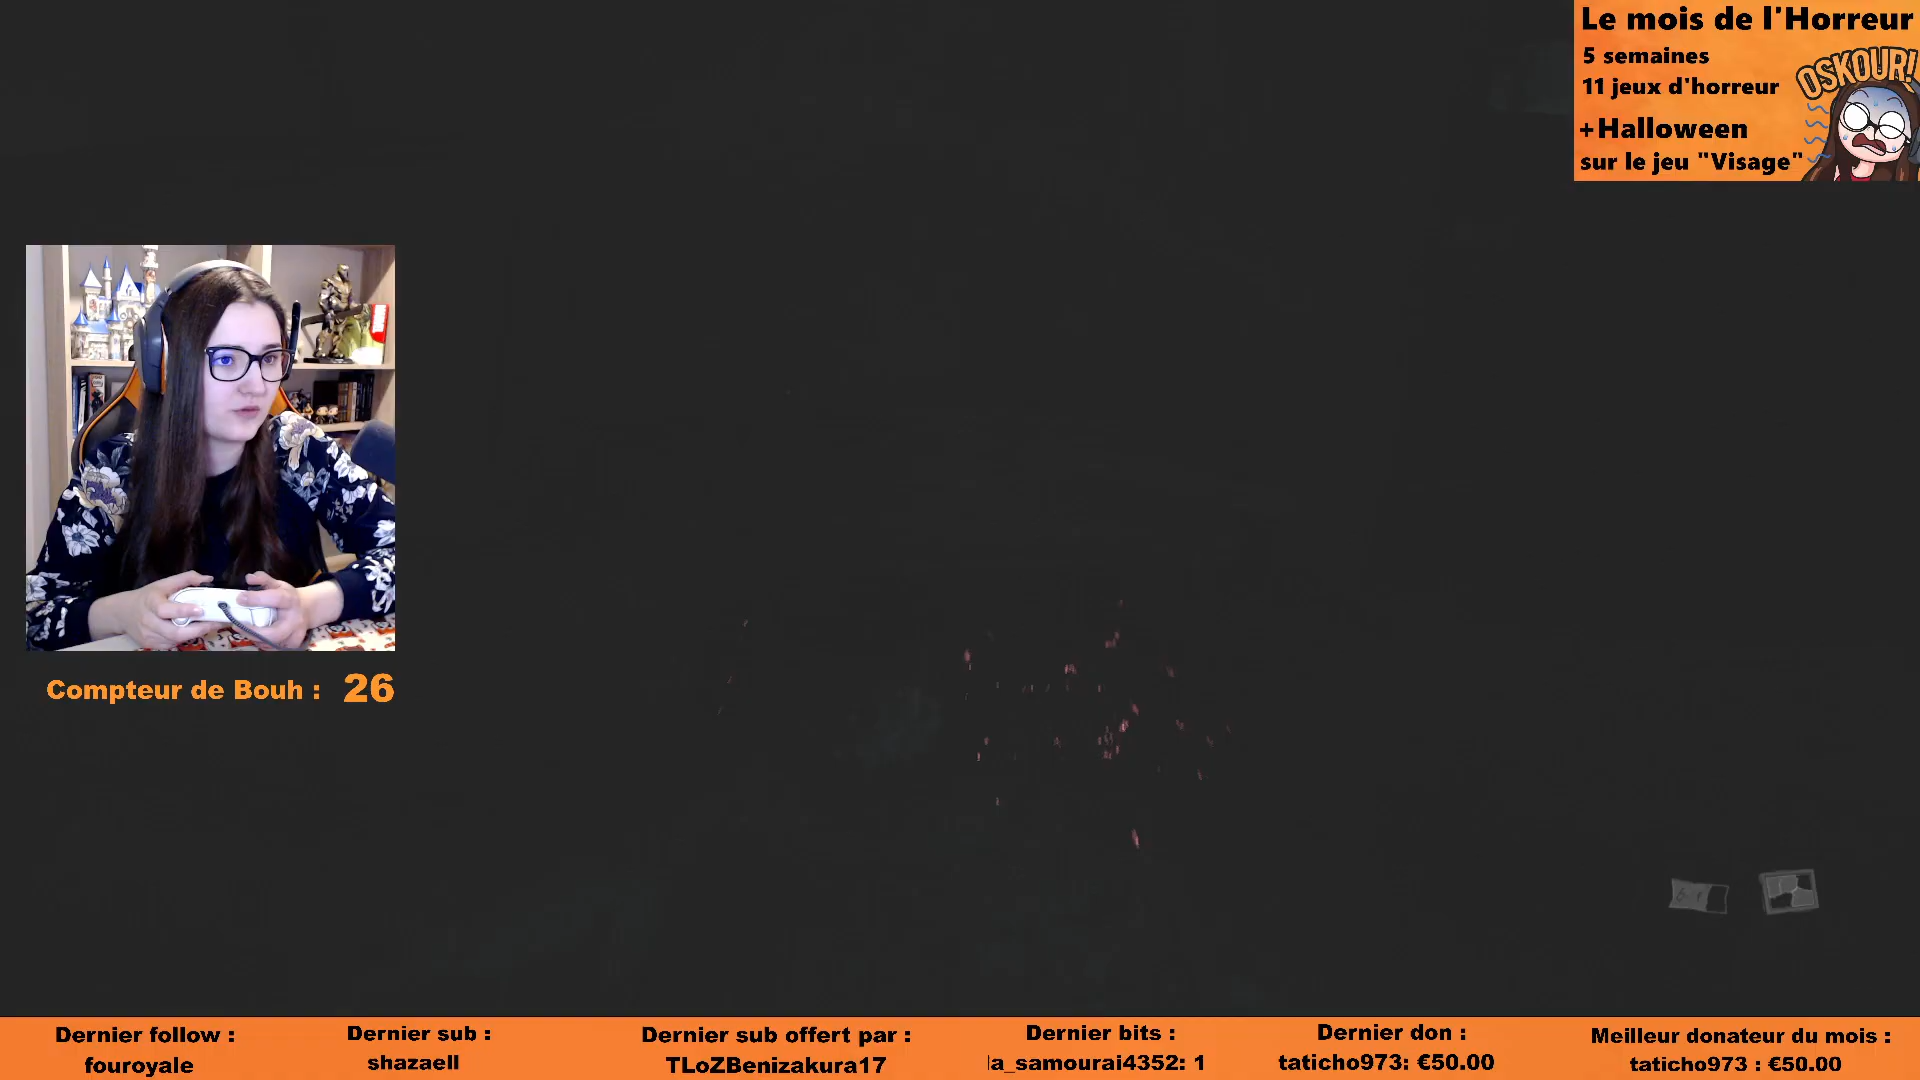 Le mois de l'Horreur
5 semaines
11 jeux d'horreur
OSKOUR!
+Halloween
sur le jeu "Visage"
Compteur de Bouh : 26
Dernier follow :
fouroyale
Dernier sub :
shazaell
Dernier sub offert par :
TLoZBenizakura17
Dernier bits :
la_samourai4352: 1
Dernier don :
taticho973: €50.00
Meilleur donateur du mois :
taticho973 : €50.00